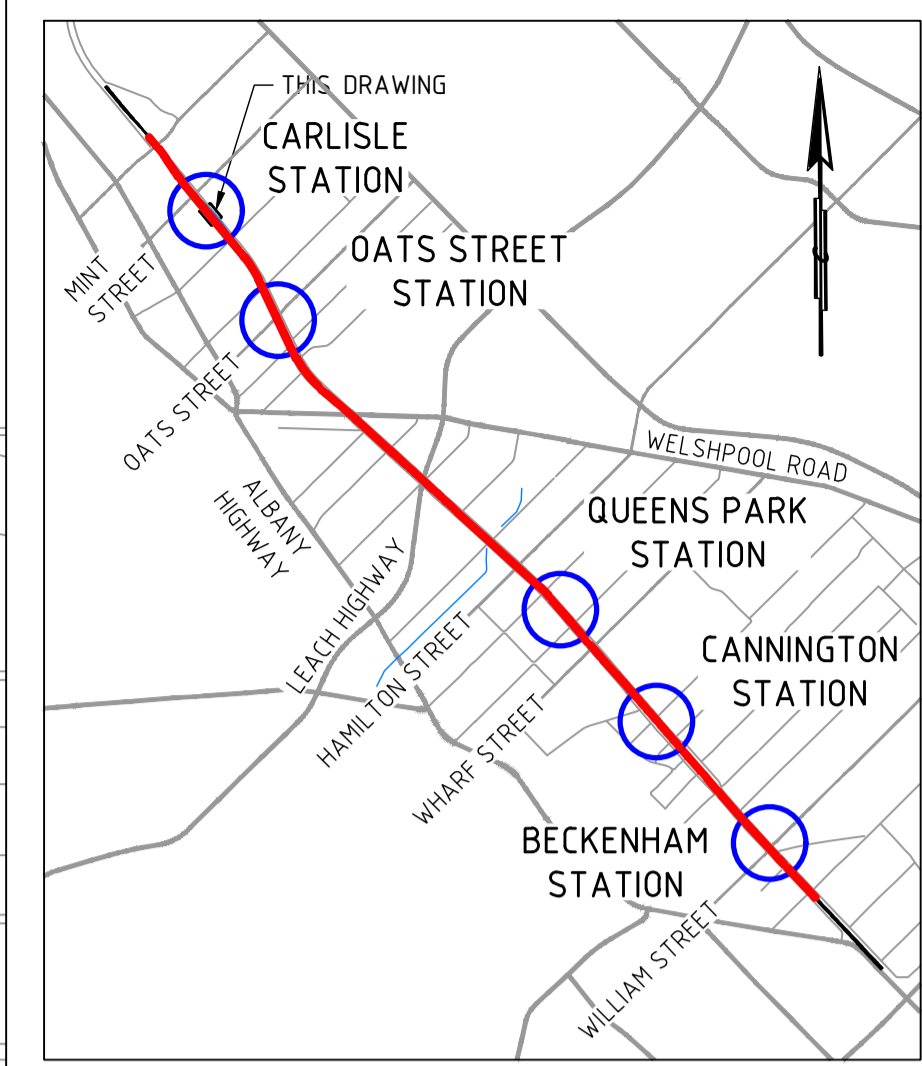 THIS DRAWING
CARLISLE
STATION
OATS STREET
STATION
MINT
STREET
OATS STREET
ALBANY
HIGHWAY
WELSHPOOL ROAD
QUEENS PARK
STATION
LEACH HIGHWAY
HAMILTON STREET
CANNINGTON
STATION
WHARF STREET
BECKENHAM
STATION
WILLIAM STREET